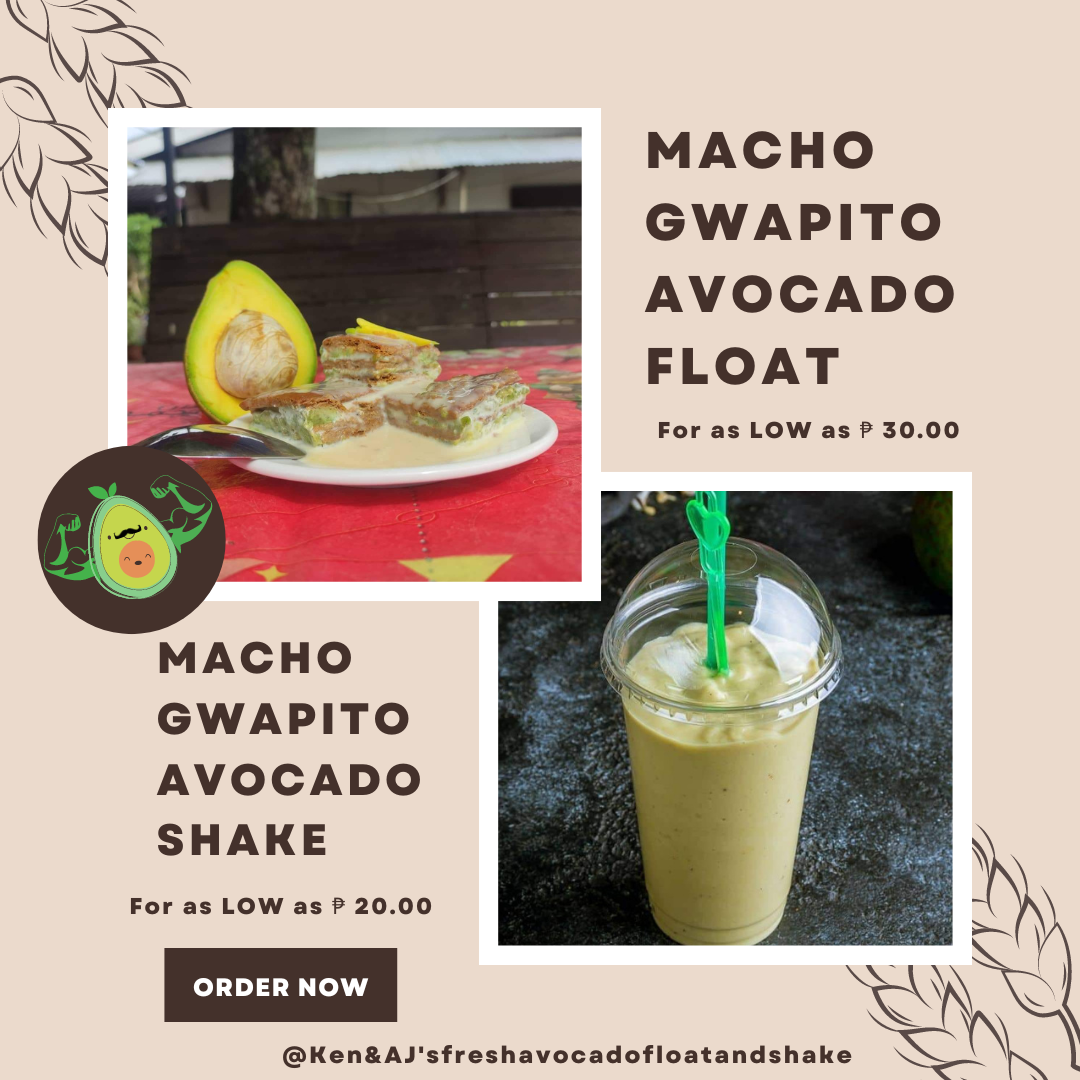 MACHO
GWAPITO
AVOCADO
FLOAT
For as LOW as ₱ 30.00
MACHO
GWAPITO
AVOCADO
SHAKE
For as LOW as ₱ 20.00
ORDER NOW
@Ken&AJ'sfreshavocadofloatandshake